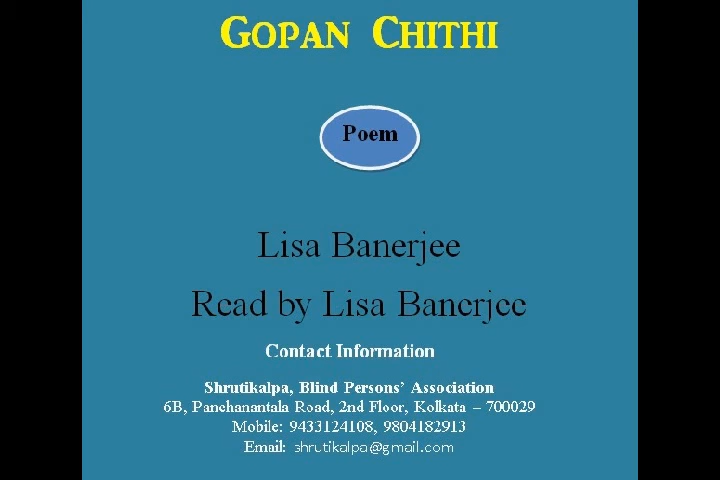 GOPAN CHITHI
Poem
Lisa Banerjee
Read by Lisa Banerjee
Contact Information
Shrutikalpa, Blind Persons’ Association
6B, Panchanantala Road, 2nd Floor, Kolkata – 700029
Mobile: 9433124108, 9804182913
Email: shrutikalpa@gmail.com